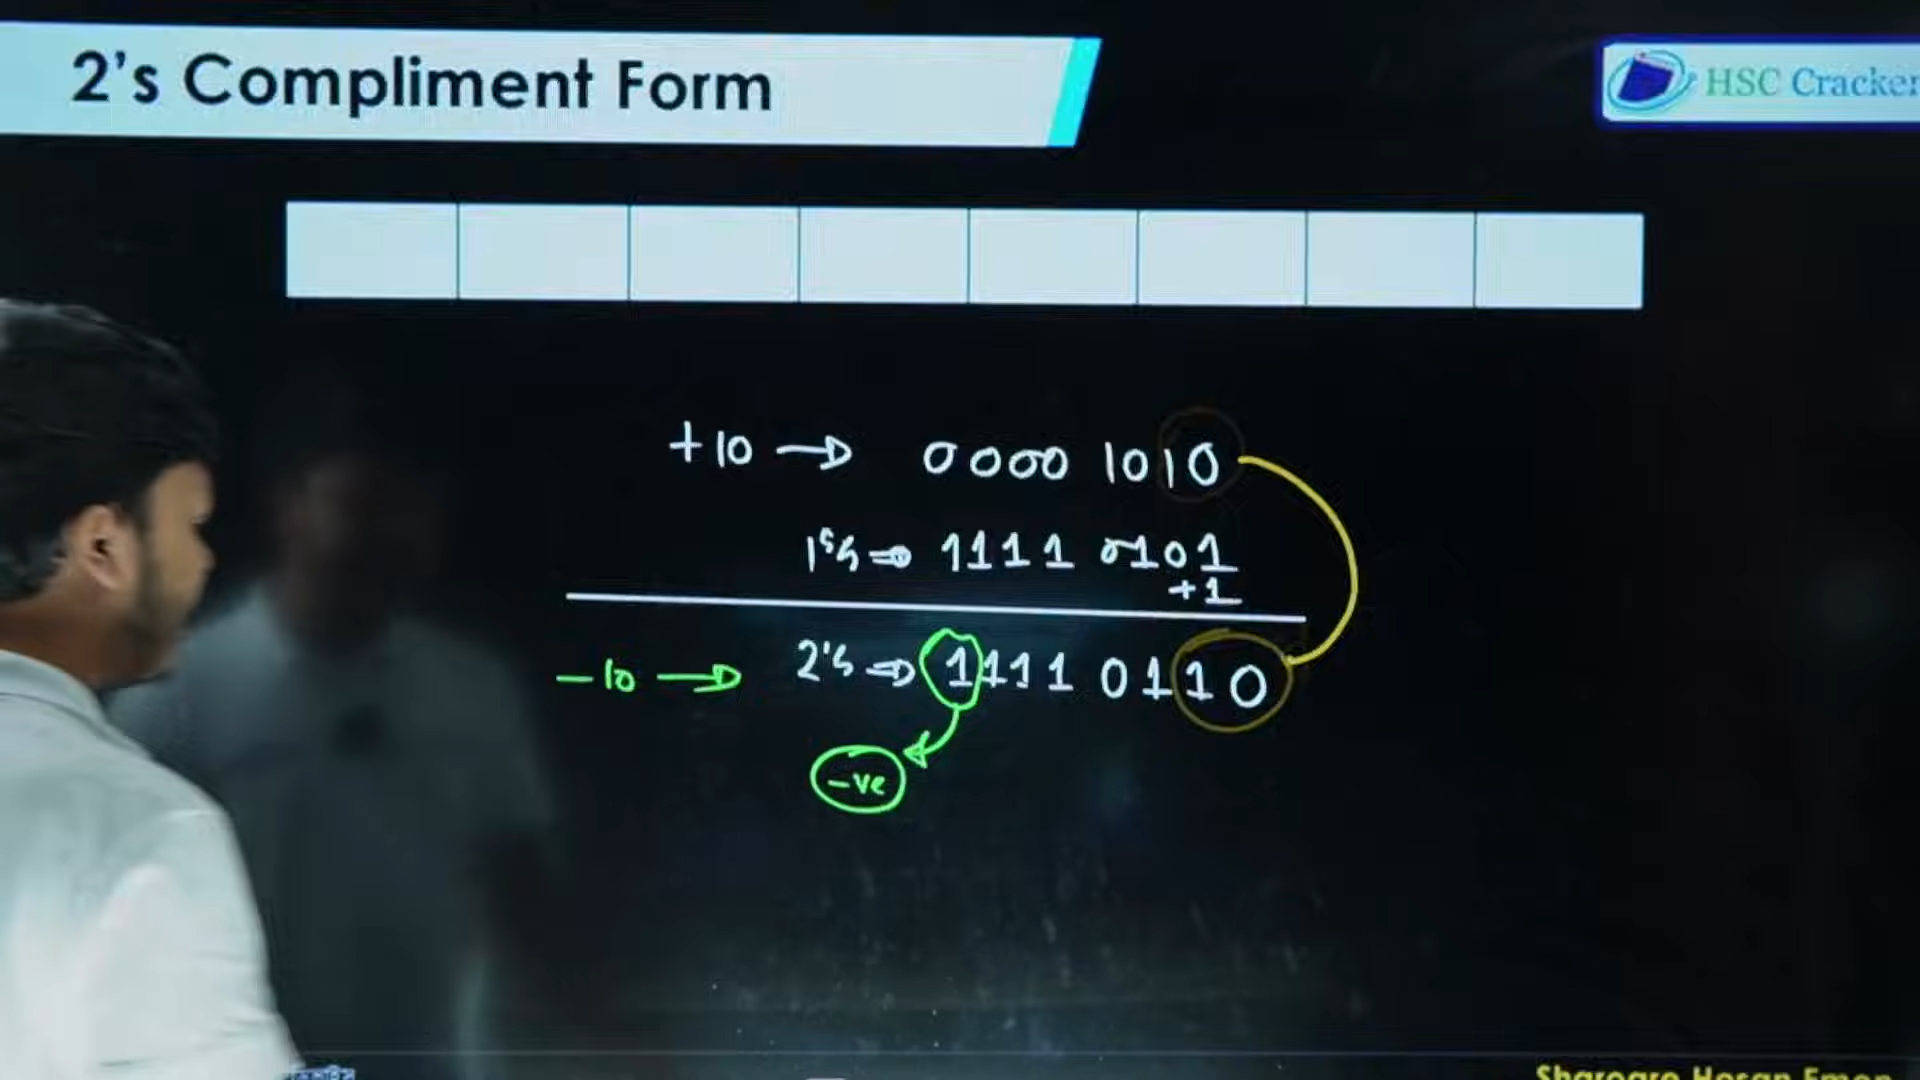 2's Compliment Form
HSC Cracker
+10 → 0000 1010
1's ⇒ 1111 0101
+1
-10 → 2's ⇒ 1111 0110
-ve